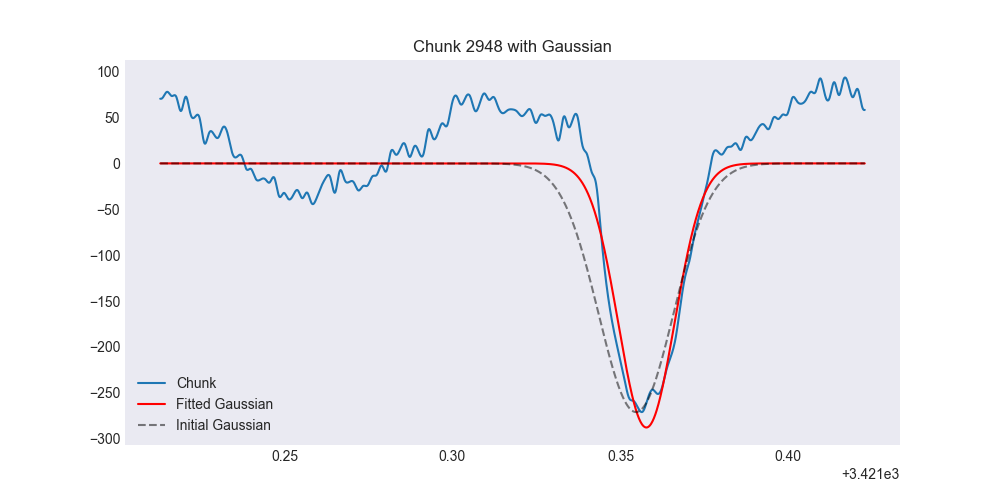 Chunk 2948 with Gaussian
100
50
0
−50
−100
−150
−200
−250
−300
Chunk
Fitted Gaussian
Initial Gaussian
0.25 0.30 0.35 0.40
+3.421e3